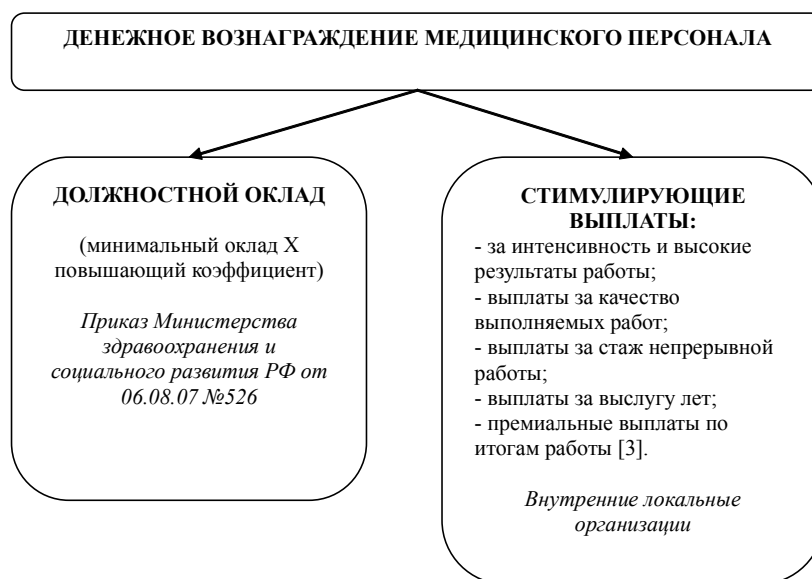 ДЕНЕЖНОЕ ВОЗНАГРАЖДЕНИЕ МЕДИЦИНСКОГО ПЕРСОНАЛА
ДОЛЖНОСТНОЙ ОКЛАД
(минимальный оклад X
повышающий коэффициент)
Приказ Министерства
здравоохранения и
социального развития РФ от
06.08.07 №526
СТИМУЛИРУЮЩИЕ
ВЫПЛАТЫ:
- за интенсивность и высокие
результаты работы;
- выплаты за качество
выполняемых работ;
- выплаты за стаж непрерывной
работы;
- выплаты за выслугу лет;
- премиальные выплаты по
итогам работы [3].
Внутренние локальные
организации